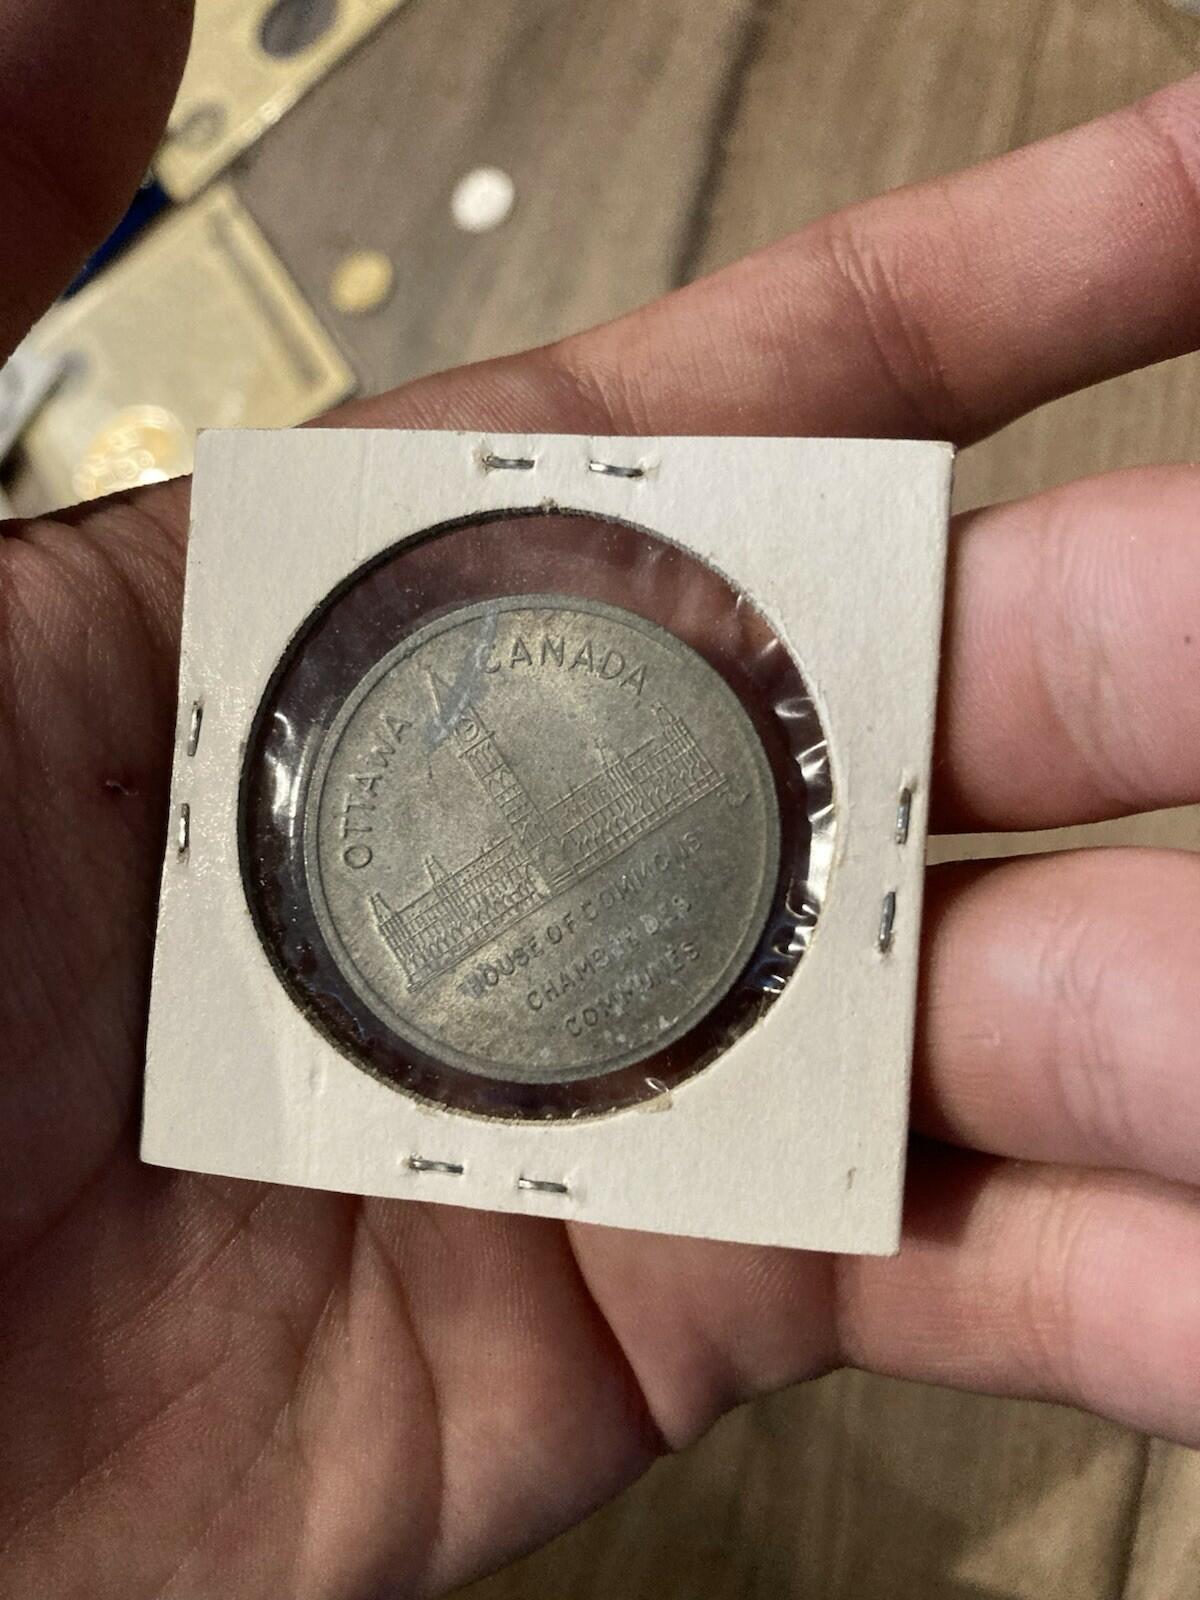 OTTAWA CANADA
HOUSE OF COMMONS
CHAMBRE DES
COMMUNES